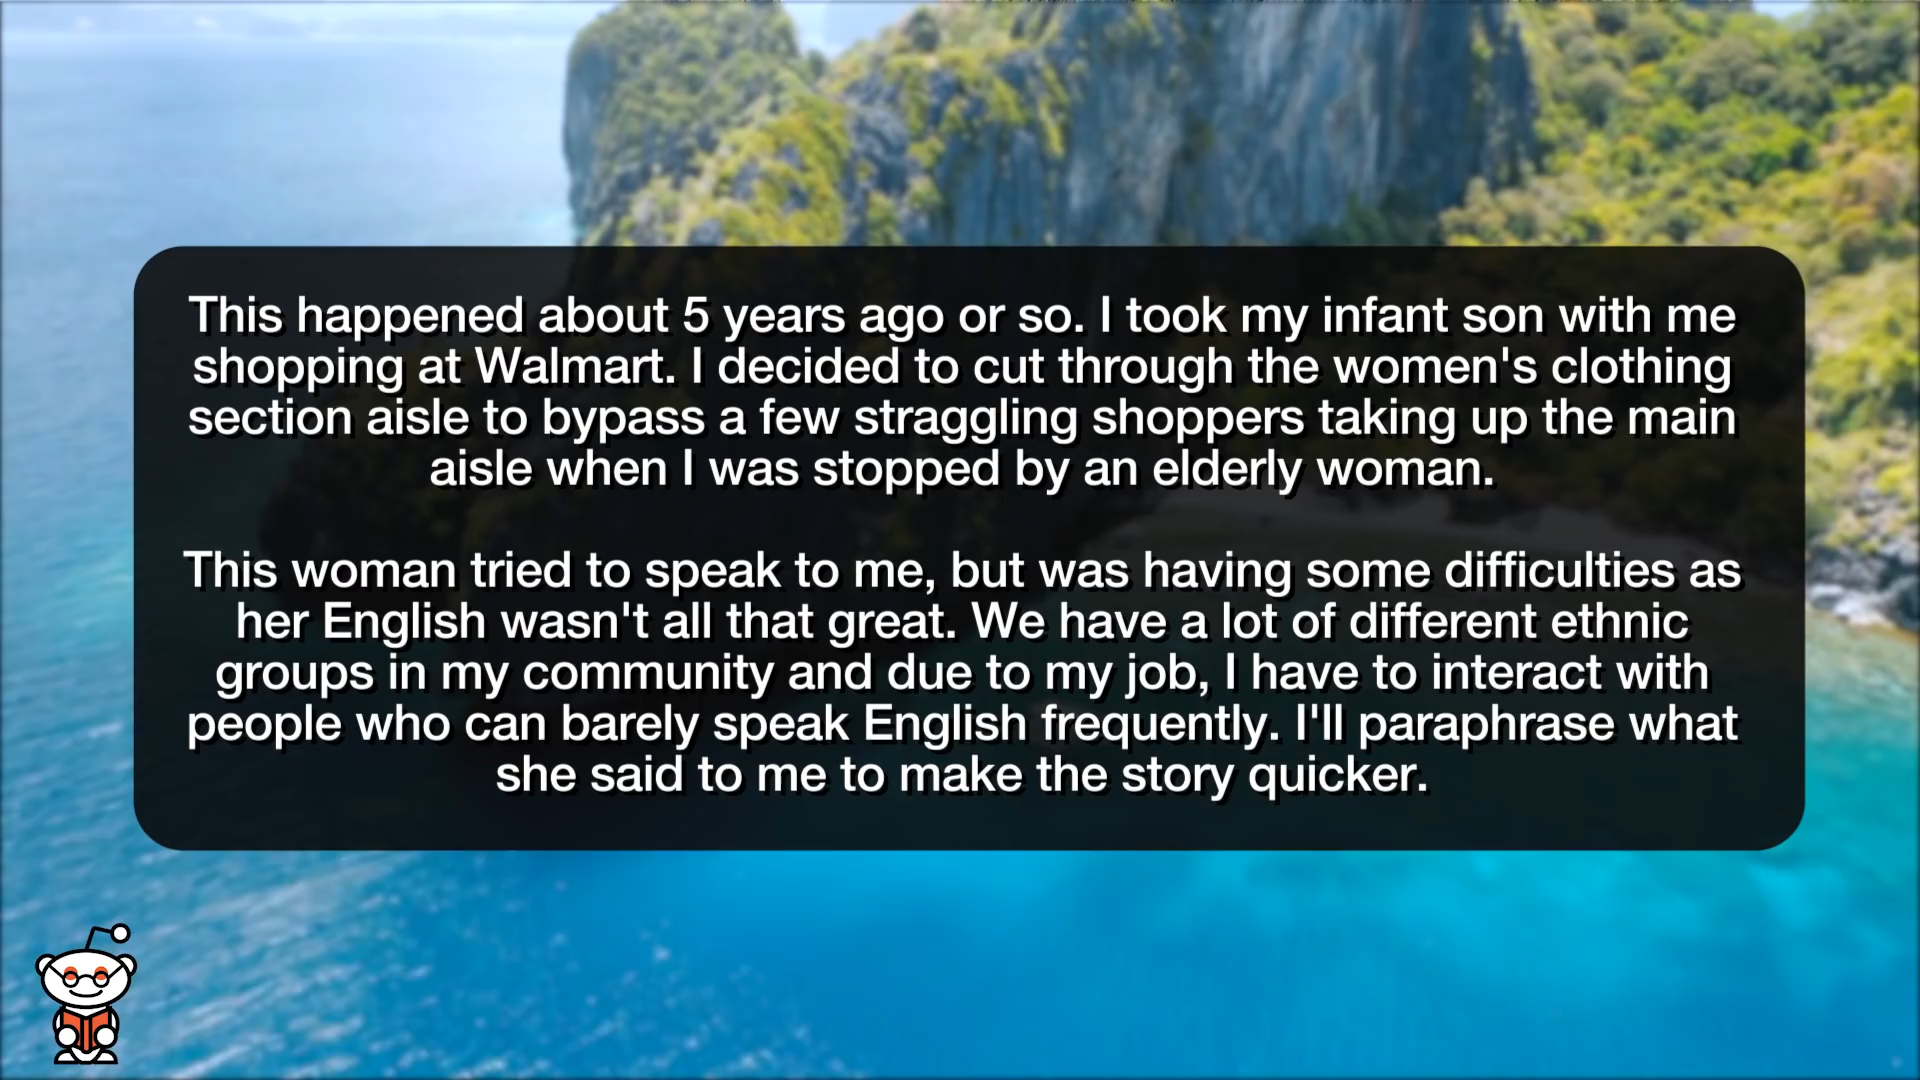 This happened about 5 years ago or so. I took my infant son with me
shopping at Walmart. I decided to cut through the women's clothing
section aisle to bypass a few straggling shoppers taking up the main
aisle when I was stopped by an elderly woman.
This woman tried to speak to me, but was having some difficulties as
her English wasn't all that great. We have a lot of different ethnic
groups in my community and due to my job, I have to interact with
people who can barely speak English frequently. I'll paraphrase what
she said to me to make the story quicker.